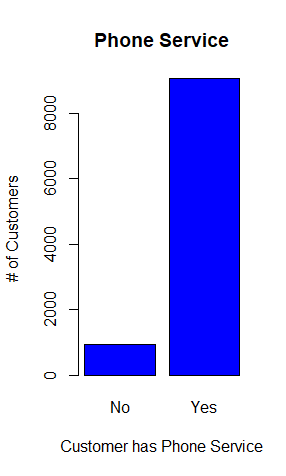 Phone Service
# of Customers
8000
6000
4000
2000
0
No Yes
Customer has Phone Service